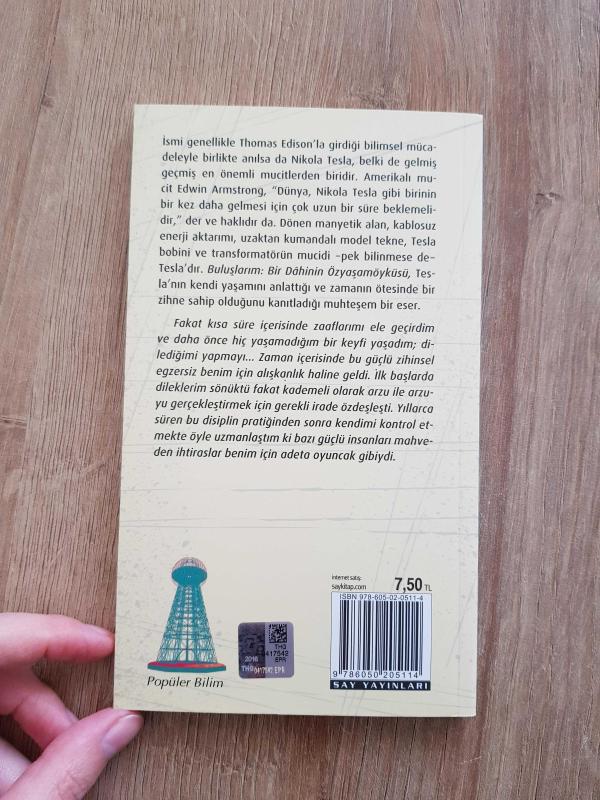 İsmi genellikle Thomas Edison'la girdiği bilimsel müca-
deleyle birlikte anılsa da Nikola Tesla, belki de gelmiş
geçmiş en önemli mucitlerden biridir. Amerikalı mu-
cit Edwin Armstrong, "Dünya, Nikola Tesla gibi birinin
bir kez daha gelmesi için çok uzun bir süre beklemeli-
dir," der ve haklıdır da. Dönen manyetik alan, kablosuz
enerji aktarımı, uzaktan kumandalı model tekne, Tesla
bobini ve transformatörün mucidi –pek bilinmese de–
Tesla'dır. Buluşlarım: Bir Dâhinin Özyaşamöyküsü, Tes-
la'nın kendi yaşamını anlattığı ve zamanın ötesinde bir
zihne sahip olduğunu kanıtladığı muhteşem bir eser.
Fakat kısa süre içerisinde zaaflarımı ele geçirdim
ve daha önce hiç yaşamadığım bir keyfi yaşadım; di-
lediğimi yapmayı... Zaman içerisinde bu güçlü zihinsel
egzersiz benim için alışkanlık haline geldi. İlk başlarda
dileklerim sönüktü fakat kademeli olarak arzu ile arzu-
yu gerçekleştirmek için gerekli irade özdeşleşti. Yıllarca
süren bu disiplin pratiğinden sonra kendimi kontrol et-
mekte öyle uzmanlaştım ki bazı güçlü insanları mahve-
den ihtiraslar benim için adeta oyuncak gibiydi.
internet satış:
saykitap.com
7,50 TL
ISBN 978-605-02-0511-4
9 786050 205114
SAY YAYINLARI
THG
417542
EPR
2016
Popüler Bilim